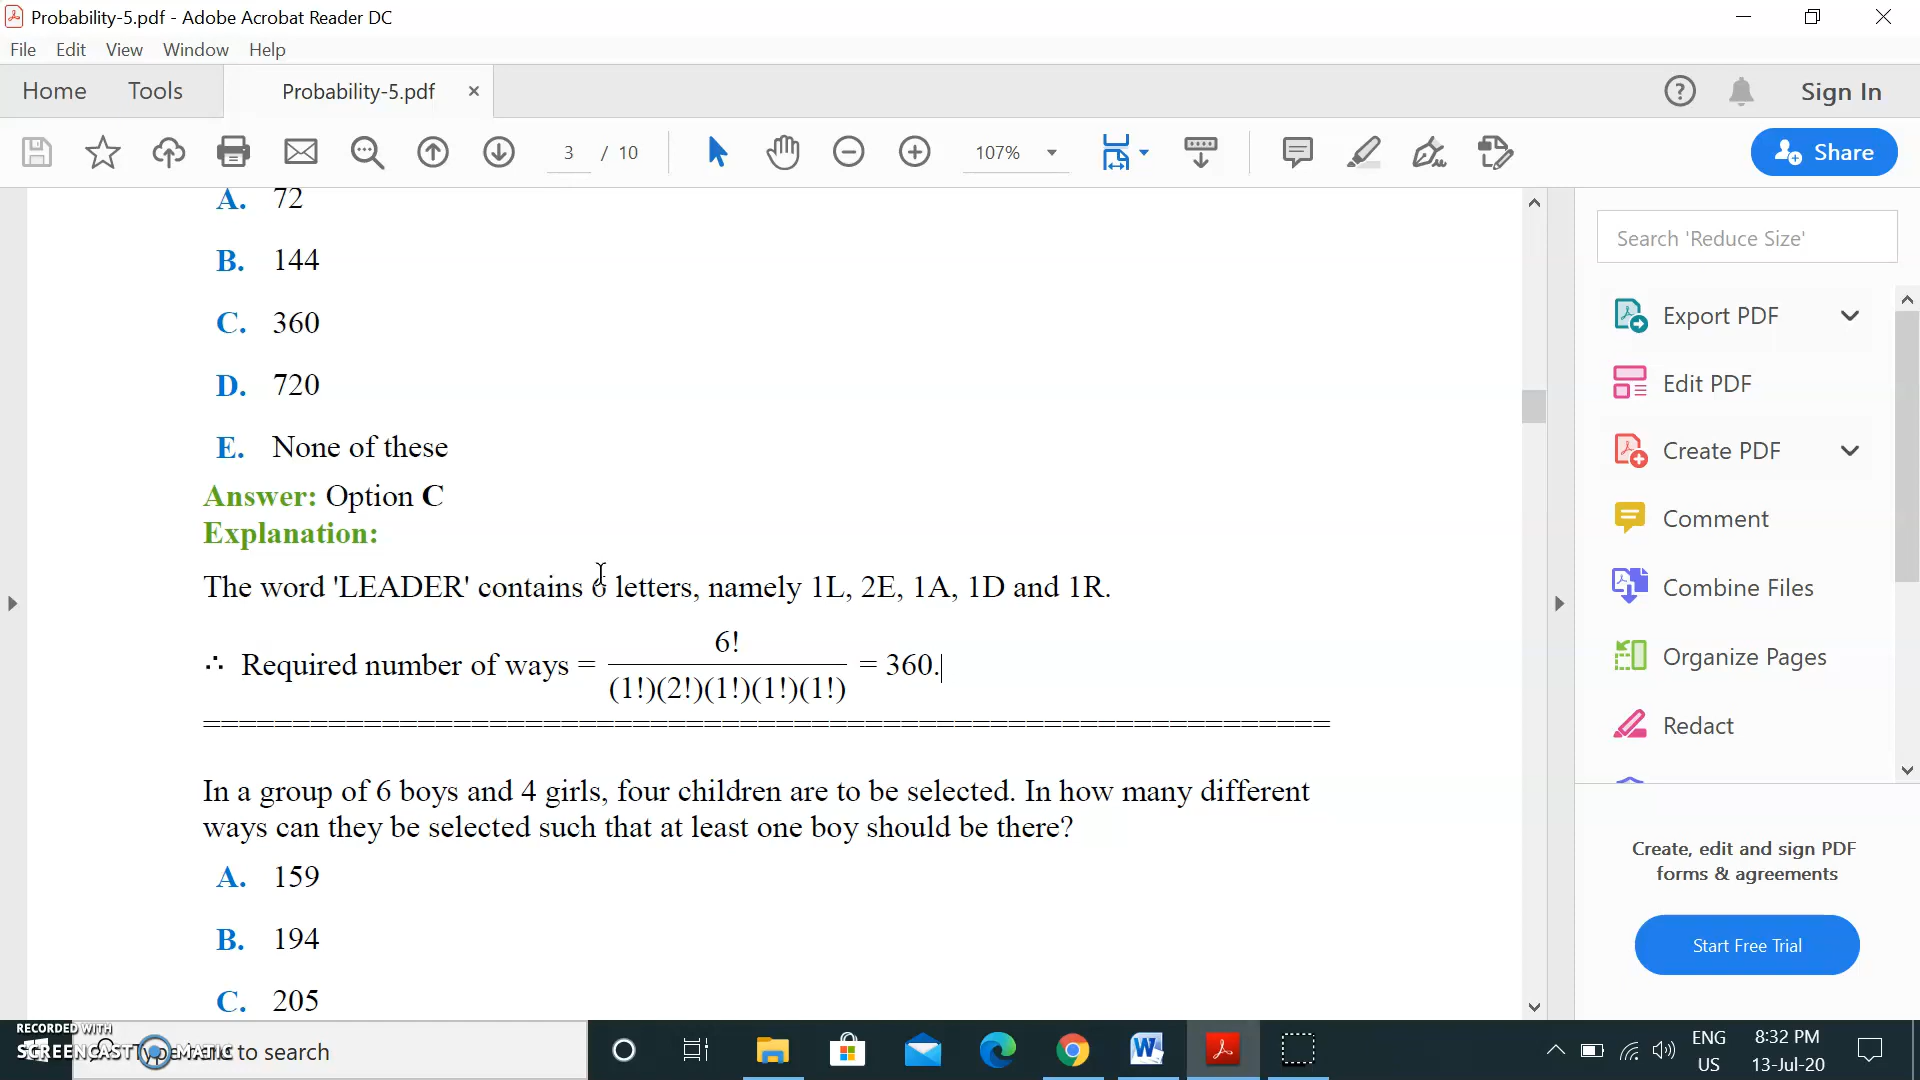 Probability-5.pdf - Adobe Acrobat Reader DC
File Edit View Window Help
Home Tools Probability-5.pdf × Sign In
3 / 10 107% Share
A. 72
B. 144
C. 360
D. 720
E. None of these
Answer: Option C
Explanation:
The word 'LEADER' contains 6 letters, namely 1L, 2E, 1A, 1D and 1R.
∴ Required number of ways = 6! / (1!)(2!)(1!)(1!)(1!) = 360.
==============================================================================
In a group of 6 boys and 4 girls, four children are to be selected. In how many different
ways can they be selected such that at least one boy should be there?
A. 159
B. 194
C. 205
Search 'Reduce Size'
Export PDF
Edit PDF
Create PDF
Comment
Combine Files
Organize Pages
Redact
Create, edit and sign PDF
forms & agreements
Start Free Trial
RECORDED WITH
SCREENCAST MATIC
to search
ENG
US
8:32 PM
13-Jul-20